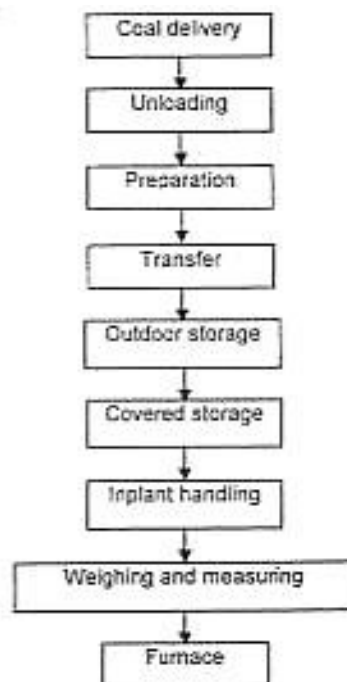 Coal delivery
Unloading
Preparation
Transfer
Outdoor storage
Covered storage
Inplant handling
Weighing and measuring
Furnace